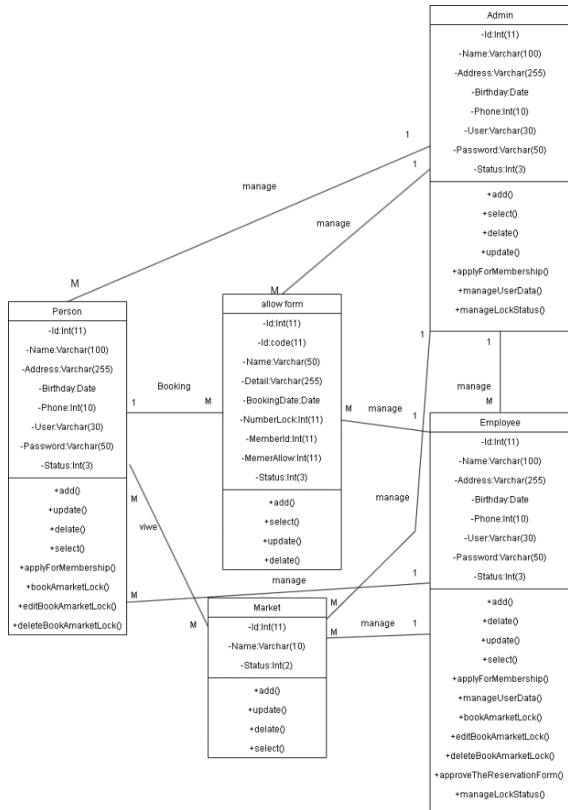 Admin
-Id:Int(11)
-Name:Varchar(100)
-Address:Varchar(255)
-Birthday:Date
-Phone:Int(10)
-User:Varchar(30)
-Password:Varchar(50)
-Status:Int(3)
+add()
+select()
+delate()
+update()
+applyForMembership()
+manageUserData()
+manageLockStatus()
1
manage
M
1
manage
M
Person
-Id:Int(11)
-Name:Varchar(100)
-Address:Varchar(255)
-Birthday:Date
-Phone:Int(10)
-User:Varchar(30)
-Password:Varchar(50)
-Status:Int(3)
+add()
+update()
+delate()
+select()
+applyForMembership()
+bookAmarketLock()
+editBookAmarketLock()
+deleteBookAmarketLock()
Booking
1
M
allow form
-Id:Int(11)
-Id:code(11)
-Name:Varchar(50)
-Detail:Varchar(255)
-BookingDate:Date
-NumberLock:Int(11)
-MemberId:Int(11)
-MemerAllow:Int(11)
-Status:Int(3)
+add()
+select()
+update()
+delate()
M
manage
1
1
manage
M
1
manage
M
Employee
-Id:Int(11)
-Name:Varchar(100)
-Address:Varchar(255)
-Birthday:Date
-Phone:Int(10)
-User:Varchar(30)
-Password:Varchar(50)
-Status:Int(3)
+add()
+delate()
+update()
+select()
+applyForMembership()
+manageUserData()
+bookAmarketLock()
+editBookAmarketLock()
+deleteBookAmarketLock()
+approveTheReservationForm()
+manageLockStatus()
M
viwe
M
M
manage
1
Market
-Id:Int(11)
-Name:Varchar(10)
-Status:Int(2)
+add()
+update()
+delate()
+select()
M
manage
1